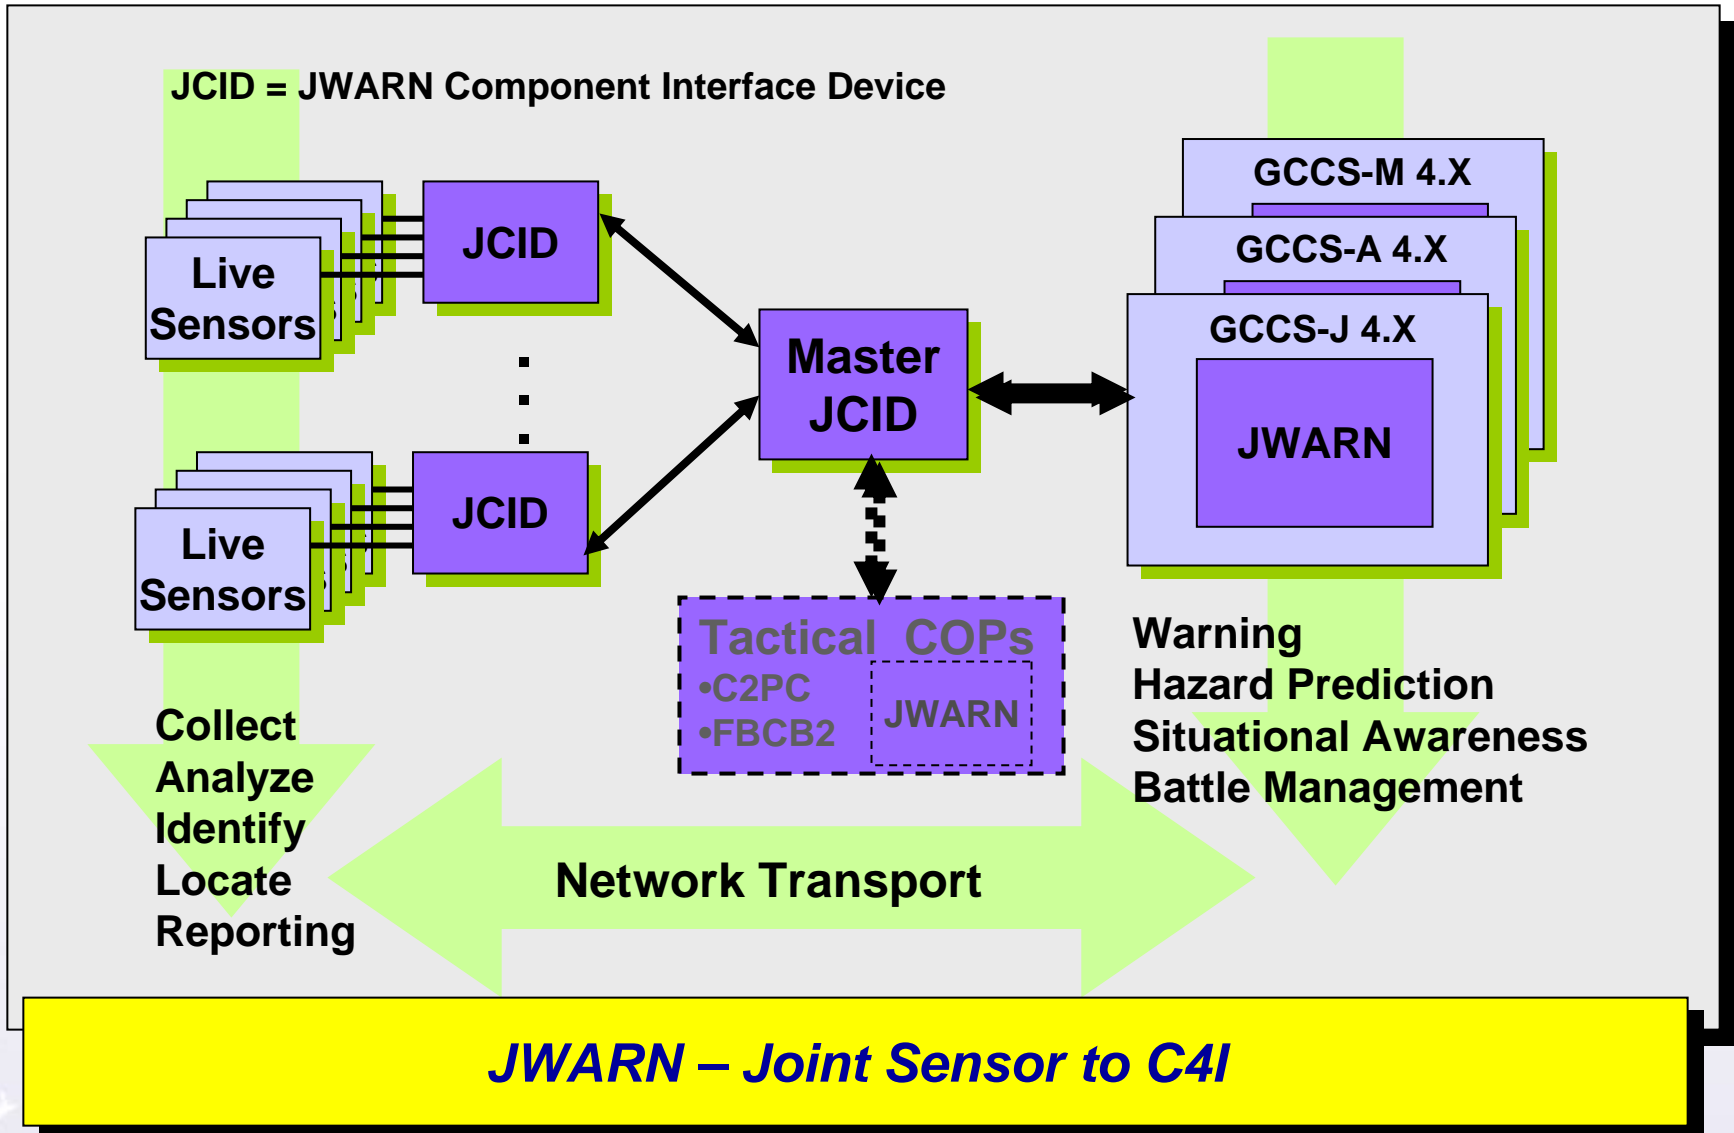 JCID = JWARN Component Interface Device
Live
Sensors
JCID
Live
Sensors
JCID
Master
JCID
GCCS-M 4.X
GCCS-A 4.X
GCCS-J 4.X
JWARN
Tactical COPs
•C2PC
•FBCB2
JWARN
Collect
Analyze
Identify
Locate
Reporting
Warning
Hazard Prediction
Situational Awareness
Battle Management
Network Transport
JWARN – Joint Sensor to C4I